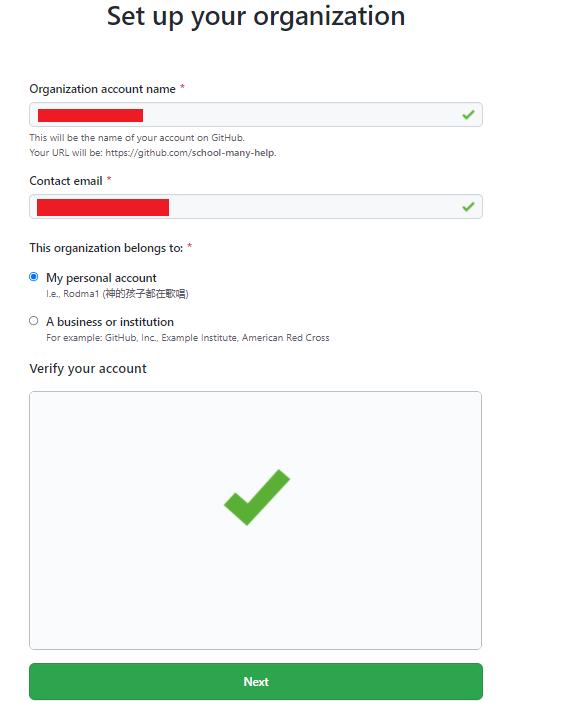 Set up your organization
Organization account name *
This will be the name of your account on GitHub.
Your URL will be: https://github.com/school-many-help.
Contact email *
This organization belongs to: *
My personal account
I.e., Rodma1 (神的孩子都在歌唱)
A business or institution
For example: GitHub, Inc., Example Institute, American Red Cross
Verify your account
Next